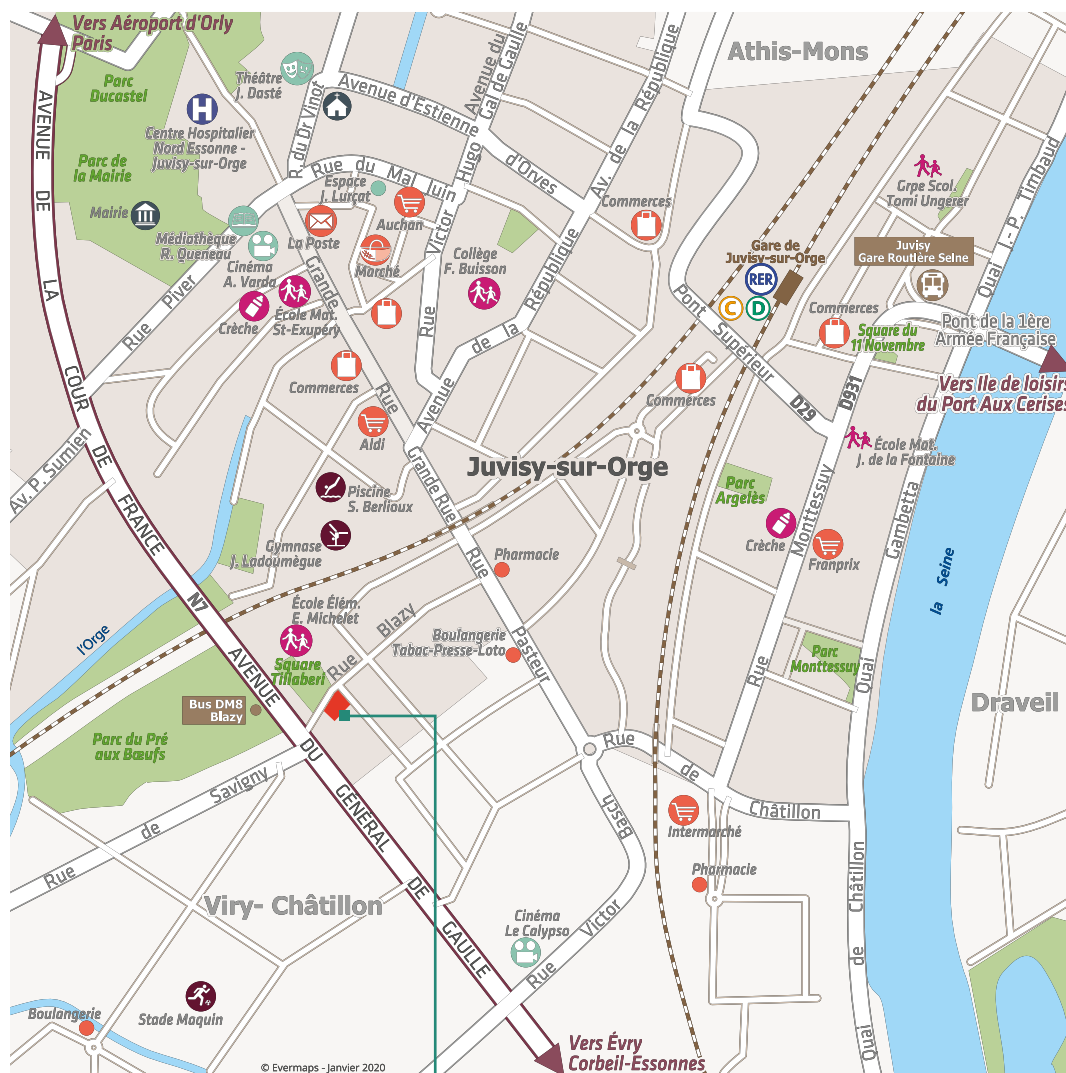 Vers Aéroport d'Orly
Paris
Athis-Mons
Parc
Ducastel
Théâtre
J. Dasté
Avenue d'Estienne
d'Orves
Avenue du
Gal de Gaulle
Av. de la République
R. du Dr Vinot
H
Centre Hospitalier
Nord Essonne -
Juvisy-sur-Orge
Parc de
la Mairie
Rue du Mal Juin
Espace
J. Lurçat
Auchan
Victor Hugo
Rue
Mairie
Médiathèque
R. Queneau
La Poste
Cinéma
A. Varda
Marché
Collège
F. Buisson
Commerces
Grpe Scol.
Tomi Ungerer
Quai J.-P. Timbaud
Gare de
Juvisy-sur-Orge
RER
C
D
Juvisy
Gare Routière Seine
Crèche
École Mat.
St-Exupéry
Rue Piver
Grande Rue
Avenue de la République
Pont Supérieur
D29
D931
Commerces
Square du
11 Novembre
Pont de la 1ère
Armée Française
Vers Ile de loisirs
du Port Aux Cerises
AVENUE DE LA COUR DE FRANCE
N7
Commerces
Commerces
Aldi
Av. P. Sumien
Juvisy-sur-Orge
École Mat.
J. de la Fontaine
Piscine
S. Berlioux
Grande Rue
Parc
Argelès
Crèche
Monttessuy
Rue
Franprix
Quai Gambetta
Gymnase
J. Ladoumègue
Pharmacie
la Seine
École Élém.
E. Michelet
Rue Blazy
Rue Pasteur
Boulangerie
Tabac-Presse-Loto
l'Orge
Square
Tillaberi
Parc
Monttessuy
Bus DM8
Blazy
Draveil
Parc du Pré
aux Bœufs
AVENUE DU GÉNÉRAL DE GAULLE
Rue de Savigny
Rue de Châtillon
Basch
Victor
Rue
Intermarché
Pharmacie
Quai de Châtillon
Viry- Châtillon
Cinéma
Le Calypso
Stade Maquin
Boulangerie
Vers Évry
Corbeil-Essonnes
© Evermaps - Janvier 2020